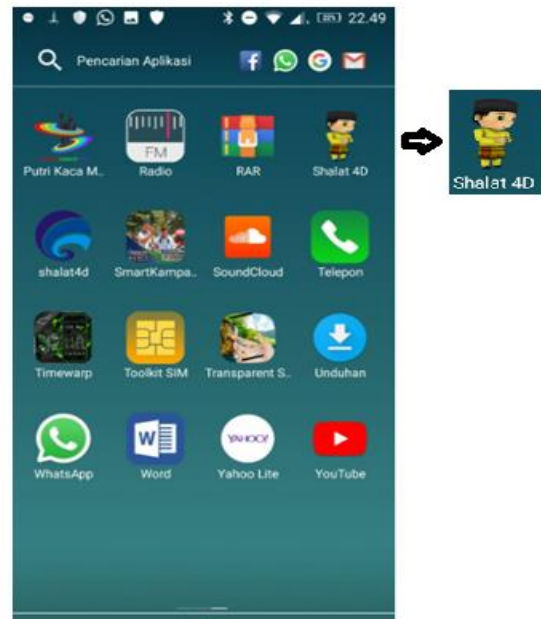 22.49
Pencarian Aplikasi
FM
Putri Kaca M..
Radio
RAR
Shalat 4D
Shalat 4D
shalat4d
SmartKampa..
SoundCloud
Telepon
Timewarp
Toolkit SIM
Transparent S..
Unduhan
W
YAHOO!
WhatsApp
Word
Yahoo Lite
YouTube